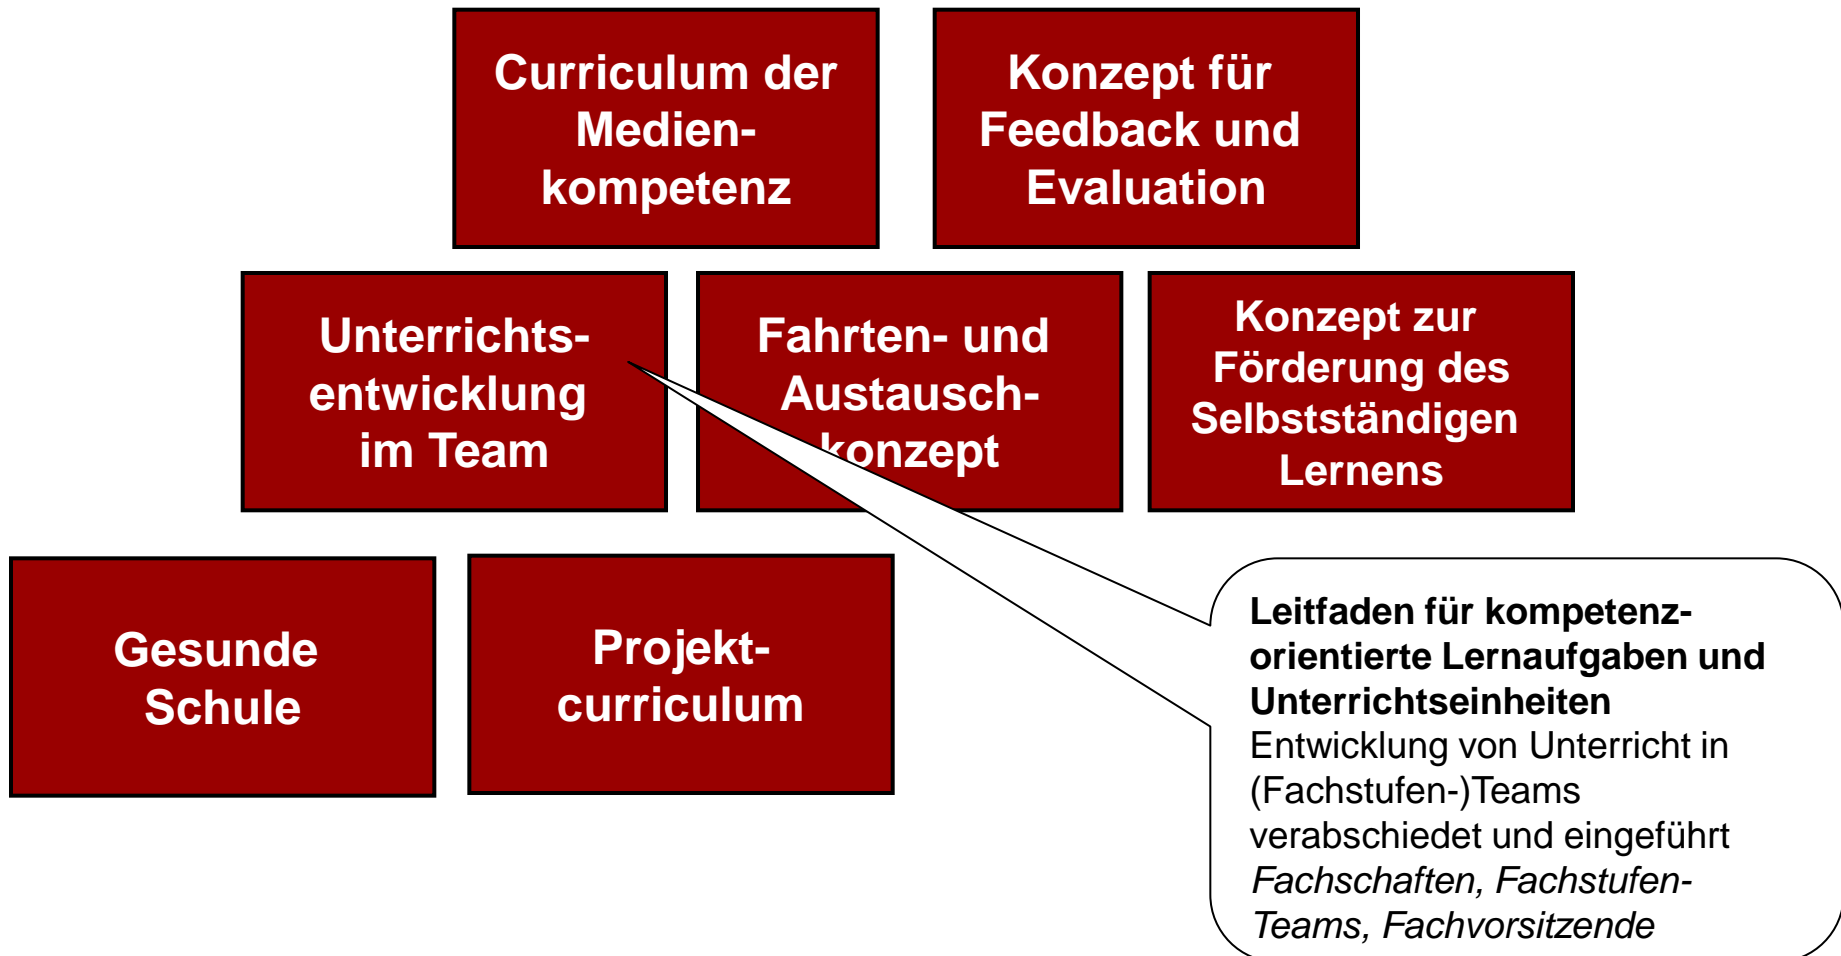 Curriculum der
Medien-
kompetenz
Konzept für
Feedback und
Evaluation
Unterrichts-
entwicklung
im Team
Fahrten- und
Austausch-
konzept
Konzept zur
Förderung des
Selbstständigen
Lernens
Gesunde
Schule
Projekt-
curriculum
Leitfaden für kompetenz-
orientierte Lernaufgaben und
Unterrichtseinheiten
Entwicklung von Unterricht in
(Fachstufen-)Teams
verabschiedet und eingeführt
Fachschaften, Fachstufen-
Teams, Fachvorsitzende